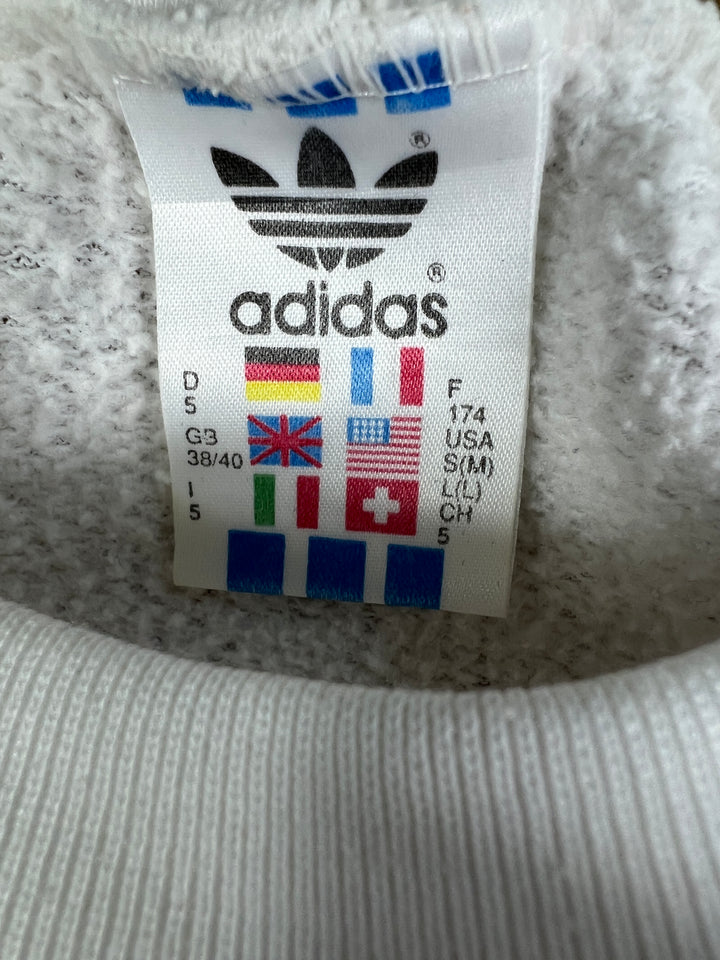 ®
adidas®
D
5
GB
38/40
I
5
F
174
USA
S(M)
L(L)
CH
5